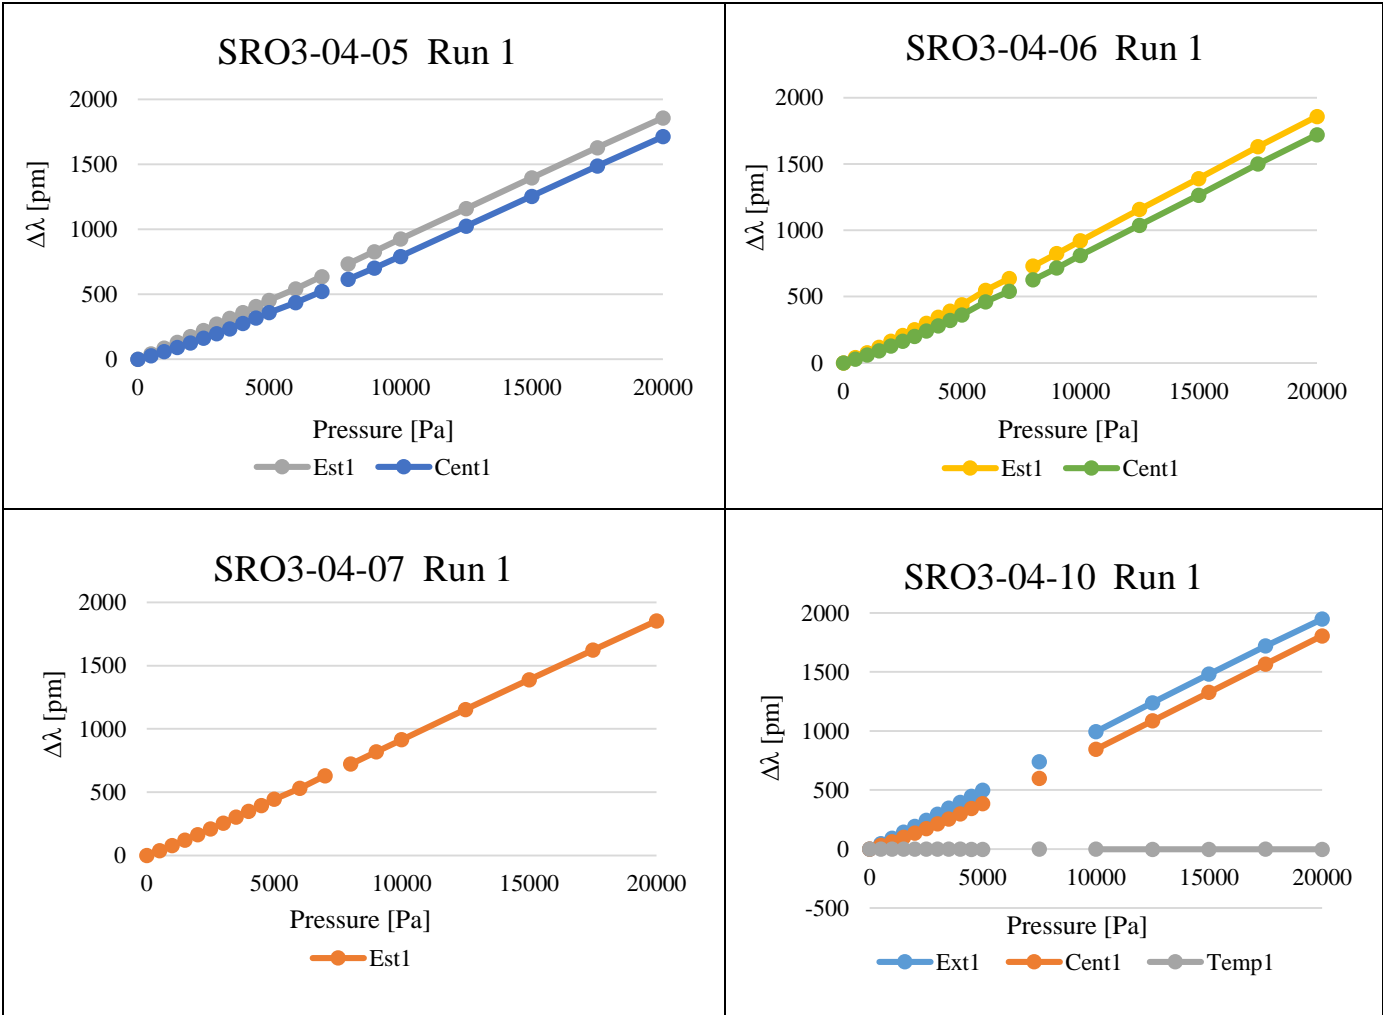 SRO3-04-05  Run 1
2000
1500
1000
500
0
Δλ [pm]
0 5000 10000 15000 20000
Pressure [Pa]
Est1 Cent1
SRO3-04-06  Run 1
2000
1500
1000
500
0
Δλ [pm]
0 5000 10000 15000 20000
Pressure [Pa]
Est1 Cent1
SRO3-04-07  Run 1
2000
1500
1000
500
0
Δλ [pm]
0 5000 10000 15000 20000
Pressure [Pa]
Est1
SRO3-04-10  Run 1
2000
1500
1000
500
0
-500
Δλ [pm]
0 5000 10000 15000 20000
Pressure [Pa]
Ext1 Cent1 Temp1